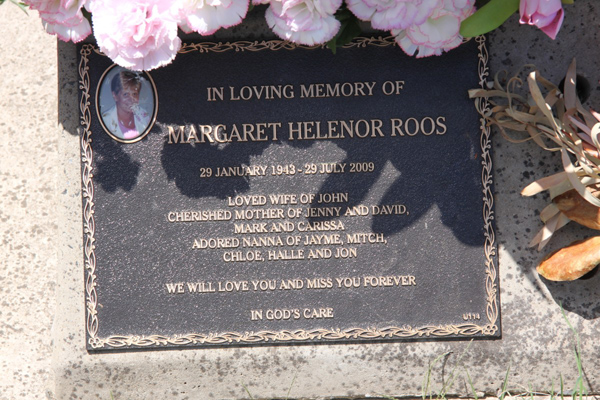 IN LOVING MEMORY OF
MARGARET HELENOR ROOS
29 JANUARY 1943 - 29 JULY 2009
LOVED WIFE OF JOHN
CHERISHED MOTHER OF JENNY AND DAVID,
MARK AND CARISSA
ADORED NANNA OF JAYME, MITCH,
CHLOE, HALLE AND JON
WE WILL LOVE YOU AND MISS YOU FOREVER
IN GOD'S CARE